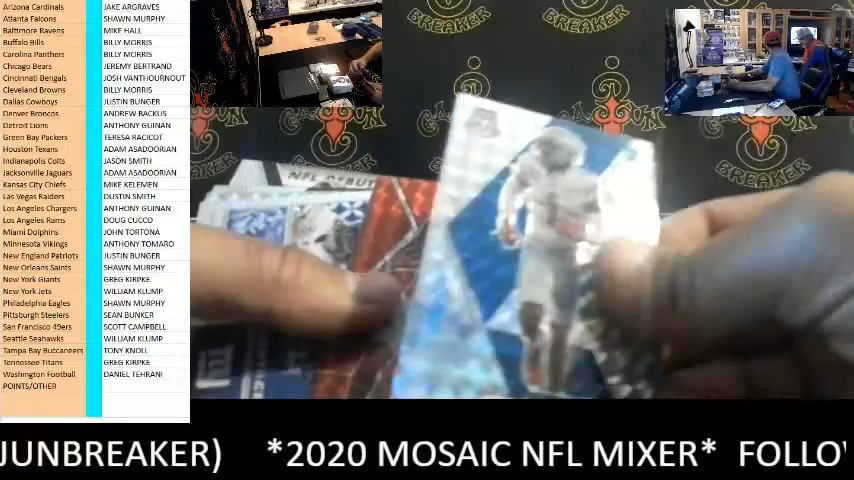 Arizona Cardinals JAKE ARGRAVES
Atlanta Falcons SHAWN MURPHY
Baltimore Ravens MIKE HALL
Buffalo Bills BILLY MORRIS
Carolina Panthers BILLY MORRIS
Chicago Bears JEREMY BERTRAND
Cincinnati Bengals JOSH VANTHOURNOUT
Cleveland Browns BILLY MORRIS
Dallas Cowboys JUSTIN BUNGER
Denver Broncos ANDREW BACKUS
Detroit Lions ANTHONY GUINAN
Green Bay Packers TERESA RACICOT
Houston Texans ADAM ASADOORIAN
Indianapolis Colts JASON SMITH
Jacksonville Jaguars ADAM ASADOORIAN
Kansas City Chiefs MIKE KELEMEN
Las Vegas Raiders DUSTIN SMITH
Los Angeles Chargers ANTHONY GUINAN
Los Angeles Rams DOUG CUCCO
Miami Dolphins JOHN TORTONA
Minnesota Vikings ANTHONY TOMARO
New England Patriots JUSTIN BUNGER
New Orleans Saints SHAWN MURPHY
New York Giants GREG KIRPKE
New York Jets WILLIAM KLUMP
Philadelphia Eagles SHAWN MURPHY
Pittsburgh Steelers SEAN BUNKER
San Francisco 49ers SCOTT CAMPBELL
Seattle Seahawks WILLIAM KLUMP
Tampa Bay Buccaneers TONY KNOLL
Tennessee Titans GREG KIRPKE
Washington Football DANIEL TEHRANI
POINTS/OTHER
BREAKER
BREAKER
BREAKER
BREAKER
NFL DEBUT
JUNBREAKER) *2020 MOSAIC NFL MIXER* FOLLOW